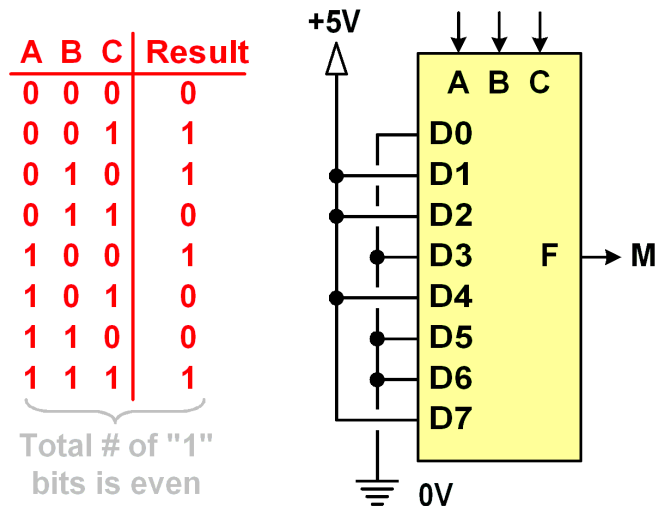 A B C Result
0 0 0 0
0 0 1 1
0 1 0 1
0 1 1 0
1 0 0 1
1 0 1 0
1 1 0 0
1 1 1 1
Total # of "1"
bits is even
+5V
A B C
D0
D1
D2
D3
F
M
D4
D5
D6
D7
0V